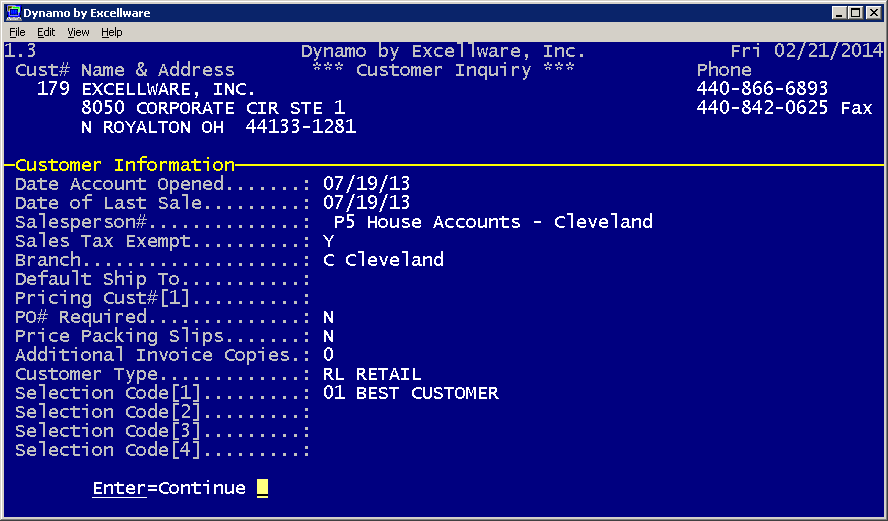 Dynamo by Excellware
File Edit View Help
1.3 Dynamo by Excellware, Inc. Fri 02/21/2014
Cust# Name & Address *** Customer Inquiry *** Phone
179 EXCELLWARE, INC. 440-866-6893
8050 CORPORATE CIR STE 1 440-842-0625 Fax
N ROYALTON OH 44133-1281
Customer Information
Date Account Opened.......: 07/19/13
Date of Last Sale.........: 07/19/13
Salesperson#..............: P5 House Accounts - Cleveland
Sales Tax Exempt..........: Y
Branch....................: C Cleveland
Default Ship To...........:
Pricing Cust#[1]..........:
PO# Required..............: N
Price Packing Slips.......: N
Additional Invoice Copies.: 0
Customer Type.............: RL RETAIL
Selection Code[1].........: 01 BEST CUSTOMER
Selection Code[2].........:
Selection Code[3].........:
Selection Code[4].........:
Enter=Continue